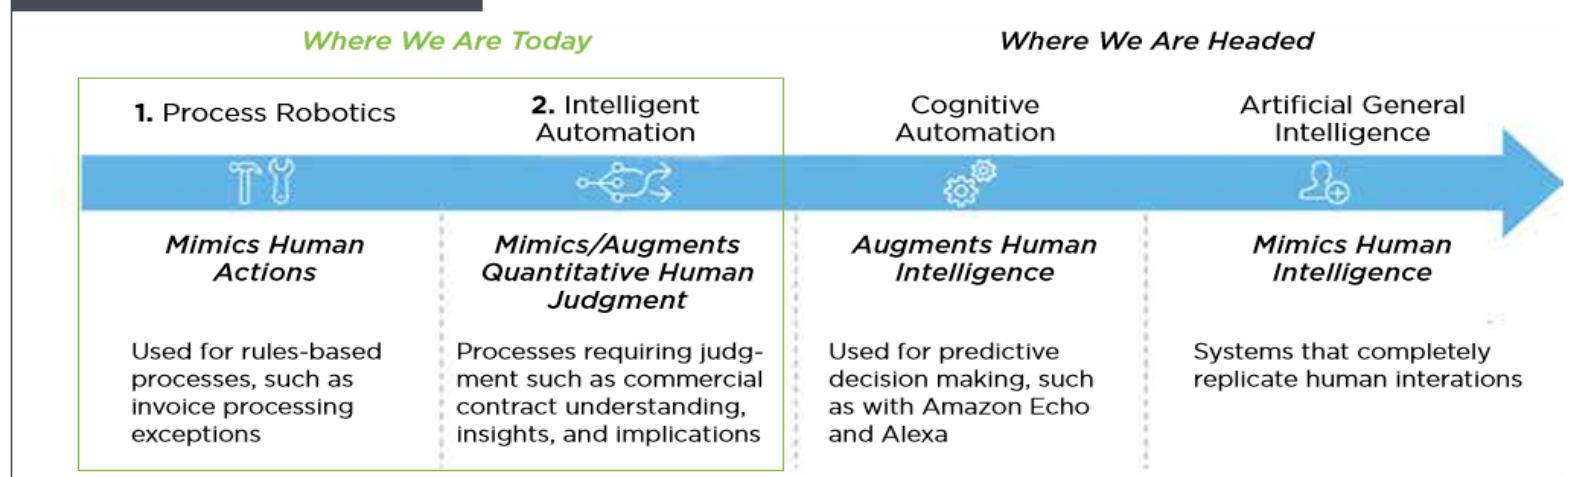 Where We Are Today
Where We Are Headed
1. Process Robotics
2. Intelligent
Automation
Cognitive
Automation
Artificial General
Intelligence
Mimics Human
Actions
Mimics/Augments
Quantitative Human
Judgment
Augments Human
Intelligence
Mimics Human
Intelligence
Used for rules-based
processes, such as
invoice processing
exceptions
Processes requiring judg-
ment such as commercial
contract understanding,
insights, and implications
Used for predictive
decision making, such
as with Amazon Echo
and Alexa
Systems that completely
replicate human interations